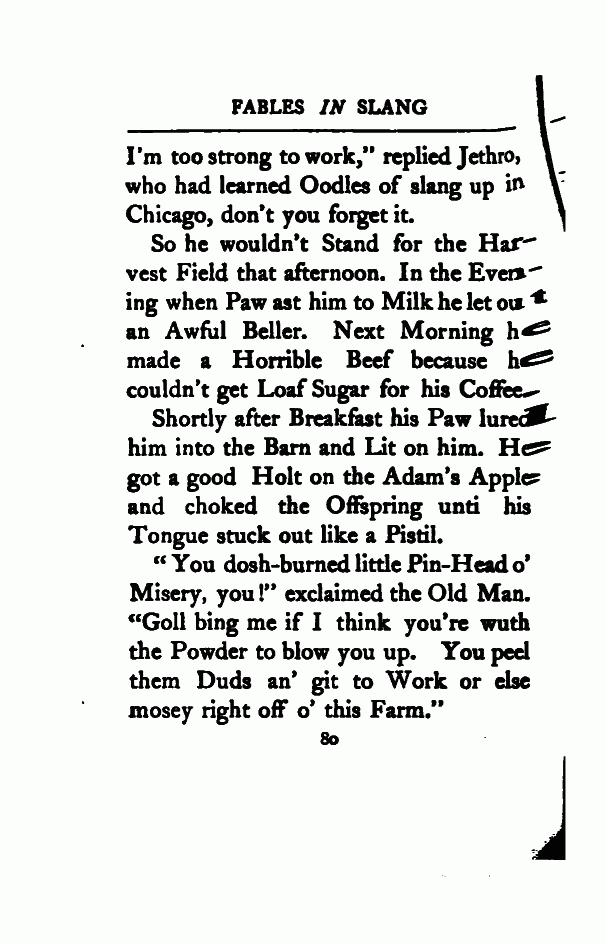 FABLES IN SLANG
I'm too strong to work," replied Jethro,
who had learned Oodles of slang up in
Chicago, don't you forget it.
So he wouldn't Stand for the Har-
vest Field that afternoon. In the Even-
ing when Paw ast him to Milk he let out
an Awful Beller. Next Morning he
made a Horrible Beef because he
couldn't get Loaf Sugar for his Coffee.
Shortly after Breakfast his Paw lured
him into the Barn and Lit on him. He
got a good Holt on the Adam's Apple
and choked the Offspring unti his
Tongue stuck out like a Pistil.
"You dosh-burned little Pin-Head o'
Misery, you!" exclaimed the Old Man.
"Goll bing me if I think you're wuth
the Powder to blow you up. You peel
them Duds an' git to Work or else
mosey right off o' this Farm."
80